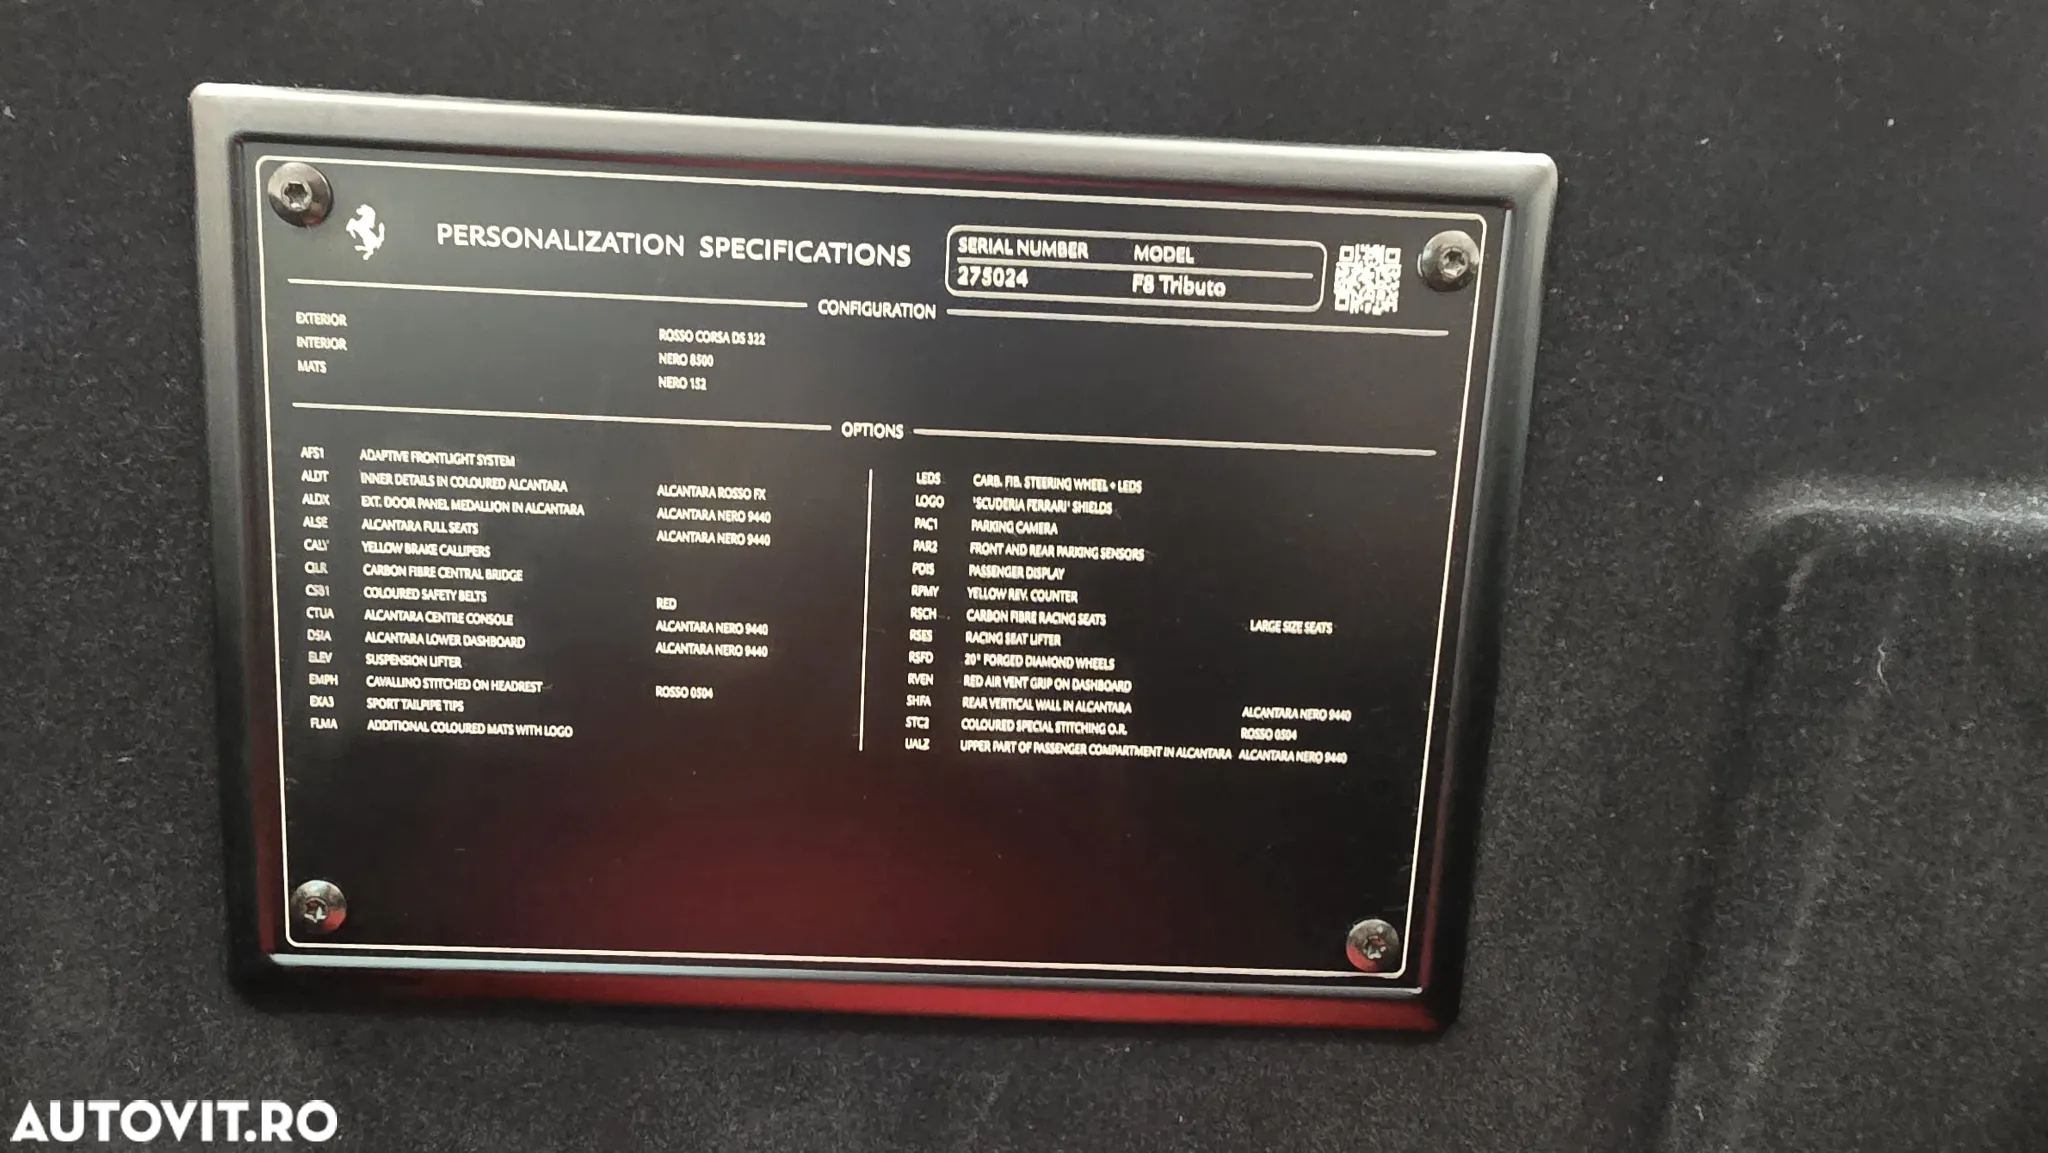 PERSONALIZATION SPECIFICATIONS
SERIAL NUMBER MODEL
275024 F8 Tributo
CONFIGURATION
EXTERIOR ROSSO CORSA DS 322
INTERIOR NERO 8500
MATS NERO 152
OPTIONS
AFS1 ADAPTIVE FRONTLIGHT SYSTEM
ALDT INNER DETAILS IN COLOURED ALCANTARA ALCANTARA ROSSO FX
ALDX EXT. DOOR PANEL MEDALLION IN ALCANTARA ALCANTARA NERO 9440
ALSE ALCANTARA FULL SEATS ALCANTARA NERO 9440
CALY YELLOW BRAKE CALLIPERS
CILR CARBON FIBRE CENTRAL BRIDGE
CSB1 COLOURED SAFETY BELTS RED
CTUA ALCANTARA CENTRE CONSOLE ALCANTARA NERO 9440
DSIA ALCANTARA LOWER DASHBOARD ALCANTARA NERO 9440
ELEV SUSPENSION LIFTER
EMPH CAVALLINO STITCHED ON HEADREST ROSSO 0504
EXA3 SPORT TAILPIPE TIPS
FLMA ADDITIONAL COLOURED MATS WITH LOGO
LEDS CARB. FIB. STEERING WHEEL + LEDS
LOGO 'SCUDERIA FERRARI' SHIELDS
PAC1 PARKING CAMERA
PAR2 FRONT AND REAR PARKING SENSORS
PDIS PASSENGER DISPLAY
RPMY YELLOW REV. COUNTER
RSCH CARBON FIBRE RACING SEATS LARGE SIZE SEATS
RSES RACING SEAT LIFTER
RSFD 20" FORGED DIAMOND WHEELS
RVEN RED AIR VENT GRIP ON DASHBOARD
SHFA REAR VERTICAL WALL IN ALCANTARA ALCANTARA NERO 9440
STC2 COLOURED SPECIAL STITCHING O.R. ROSSO 0504
UALZ UPPER PART OF PASSENGER COMPARTMENT IN ALCANTARA ALCANTARA NERO 9440
AUTOVIT.RO